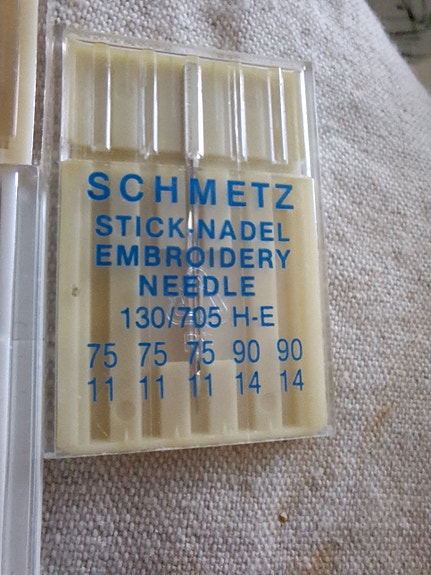 SCHMETZ
STICK-NADEL
EMBROIDERY
NEEDLE
130/705 H-E
75 75 75 90 90
11 11 11 14 14